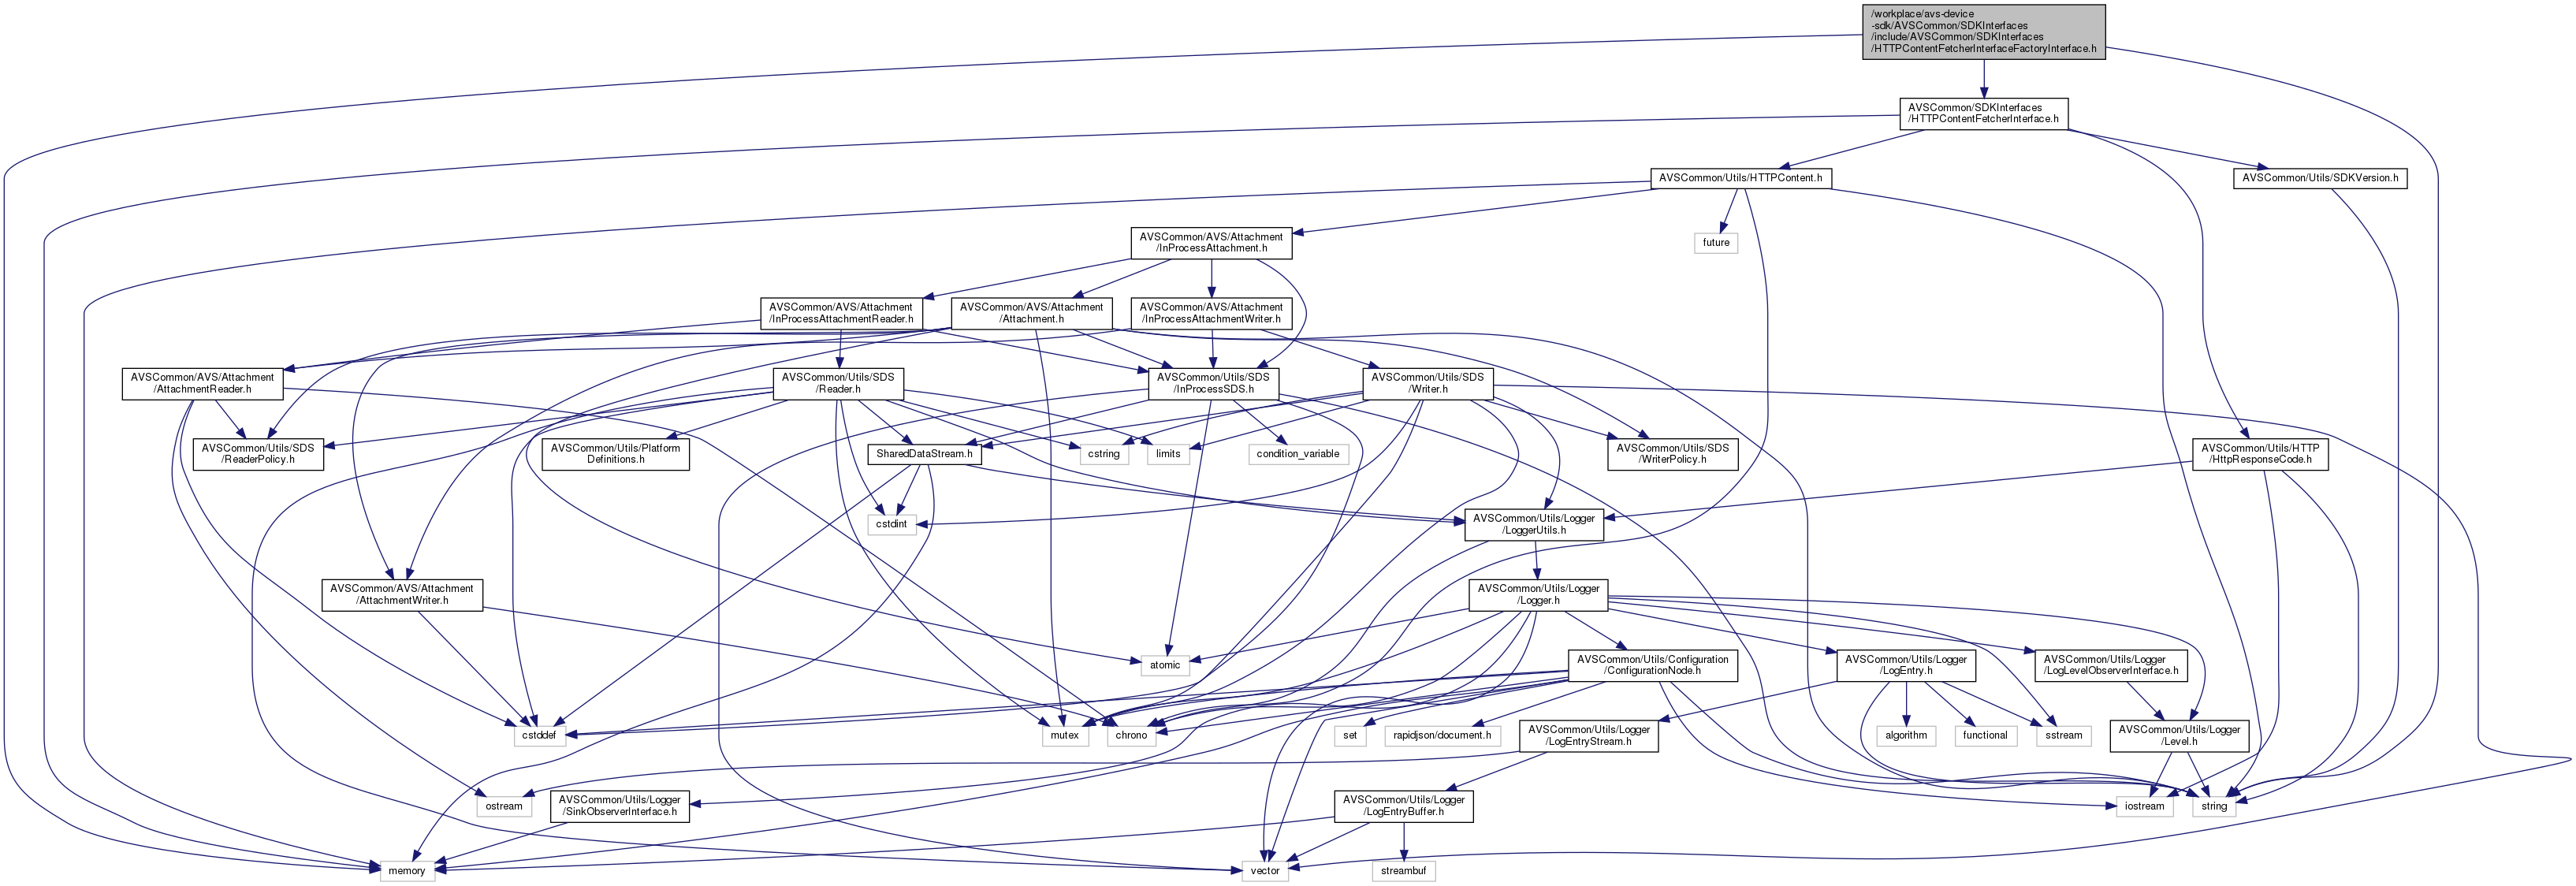 /workplace/avs-device
-sdk/AVSCommon/SDKInterfaces
/include/AVSCommon/SDKInterfaces
/HTTPContentFetcherInterfaceFactoryInterface.h
AVSCommon/SDKInterfaces
/HTTPContentFetcherInterface.h
AVSCommon/Utils/HTTPContent.h
AVSCommon/Utils/SDKVersion.h
AVSCommon/AVS/Attachment
/InProcessAttachment.h
future
AVSCommon/AVS/Attachment
/InProcessAttachmentReader.h
AVSCommon/AVS/Attachment
/Attachment.h
AVSCommon/AVS/Attachment
/InProcessAttachmentWriter.h
AVSCommon/AVS/Attachment
/AttachmentReader.h
AVSCommon/Utils/SDS
/Reader.h
AVSCommon/Utils/SDS
/InProcessSDS.h
AVSCommon/Utils/SDS
/Writer.h
AVSCommon/Utils/SDS
/ReaderPolicy.h
AVSCommon/Utils/Platform
Definitions.h
SharedDataStream.h
cstring
limits
condition_variable
AVSCommon/Utils/SDS
/WriterPolicy.h
AVSCommon/Utils/HTTP
/HttpResponseCode.h
cstdint
AVSCommon/Utils/Logger
/LoggerUtils.h
AVSCommon/AVS/Attachment
/AttachmentWriter.h
AVSCommon/Utils/Logger
/Logger.h
atomic
AVSCommon/Utils/Configuration
/ConfigurationNode.h
AVSCommon/Utils/Logger
/LogEntry.h
AVSCommon/Utils/Logger
/LogLevelObserverInterface.h
cstddef
mutex
chrono
set
rapidjson/document.h
AVSCommon/Utils/Logger
/LogEntryStream.h
algorithm
functional
sstream
AVSCommon/Utils/Logger
/Level.h
ostream
AVSCommon/Utils/Logger
/SinkObserverInterface.h
AVSCommon/Utils/Logger
/LogEntryBuffer.h
iostream
string
memory
vector
streambuf